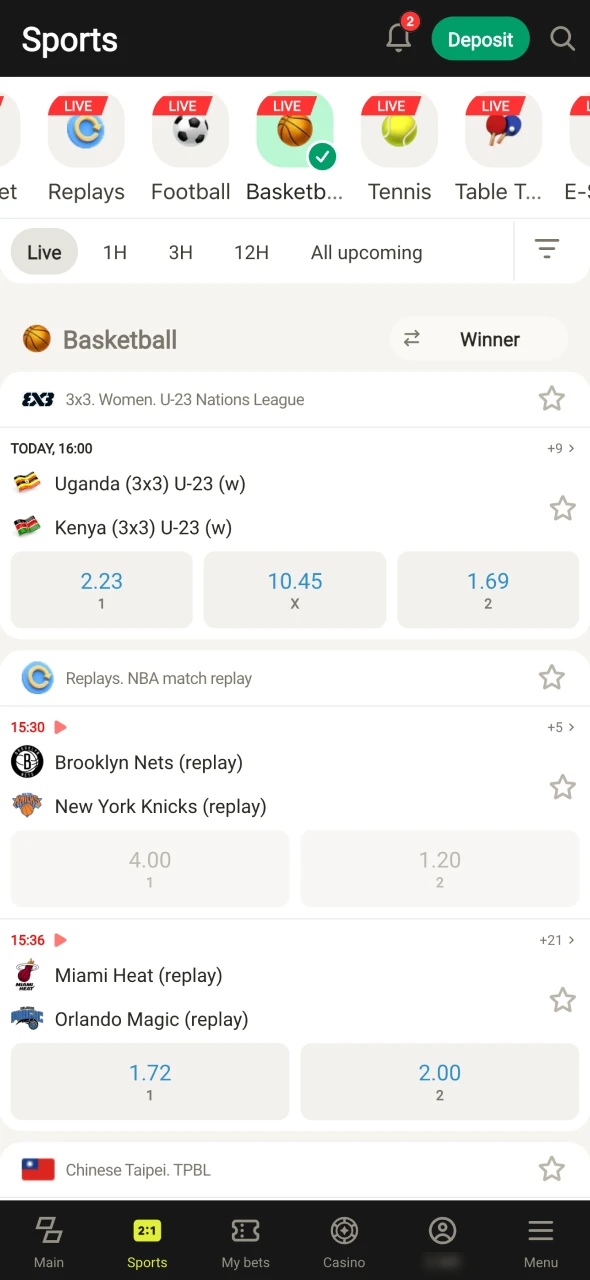 Sports
2
Deposit
LIVE LIVE LIVE LIVE LIVE
et Replays Football Basketb... Tennis Table T... E-S
Live 1H 3H 12H All upcoming
Basketball
Winner
3X3 3x3. Women. U-23 Nations League
TODAY, 16:00 +9
Uganda (3x3) U-23 (w)
Kenya (3x3) U-23 (w)
2.23 10.45 1.69
1 X 2
Replays. NBA match replay
15:30 +5
Brooklyn Nets (replay)
New York Knicks (replay)
4.00 1.20
1 2
15:36 +21
Miami Heat (replay)
Orlando Magic (replay)
1.72 2.00
1 2
Chinese Taipei. TPBL
2:1
Main Sports My bets Casino Menu